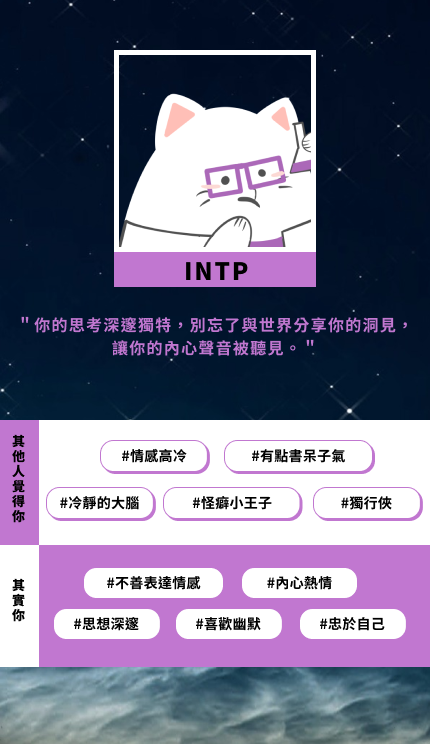 INTP
"你的思考深邃獨特，別忘了與世界分享你的洞見，
讓你的內心聲音被聽見。"
其他人覺得你
#情感高冷 #有點書呆子氣
#冷靜的大腦 #怪癖小王子 #獨行俠
其實你
#不善表達情感 #內心熱情
#思想深邃 #喜歡幽默 #忠於自己